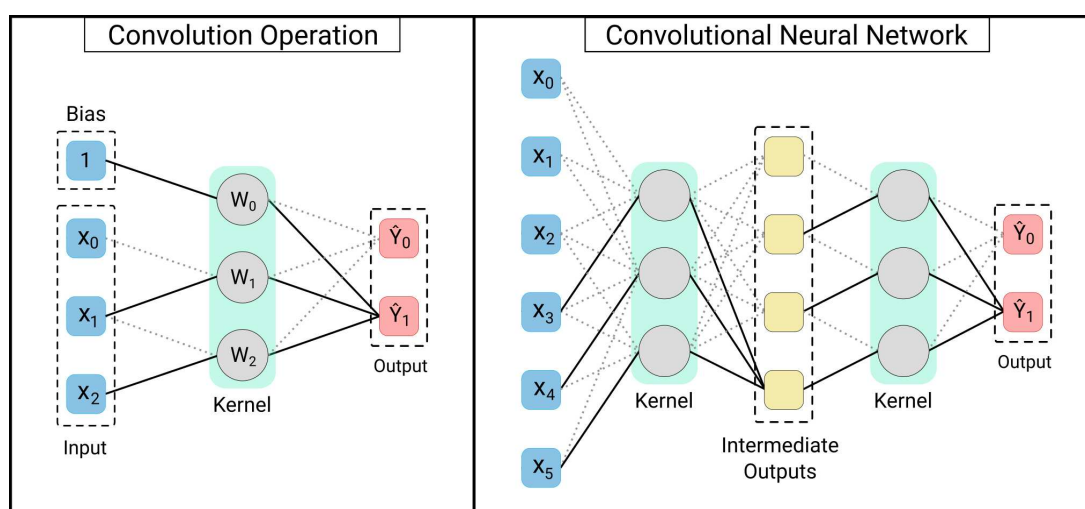 Convolution Operation
Bias
1
X₀
X₁
X₂
Input
W₀
W₁
W₂
Kernel
Ŷ₀
Ŷ₁
Output
Convolutional Neural Network
X₀
X₁
X₂
X₃
X₄
X₅
Kernel
Intermediate
Outputs
Kernel
Ŷ₀
Ŷ₁
Output